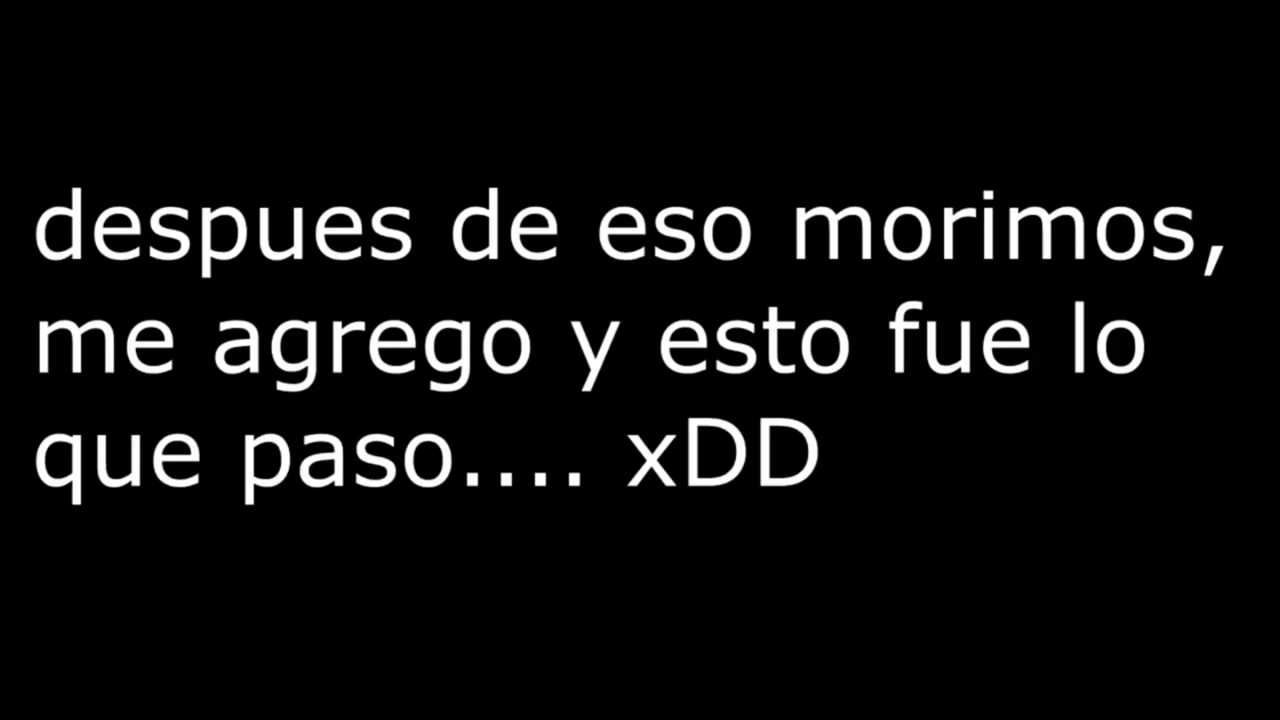 despues de eso morimos,
me agrego y esto fue lo
que paso.... xDD